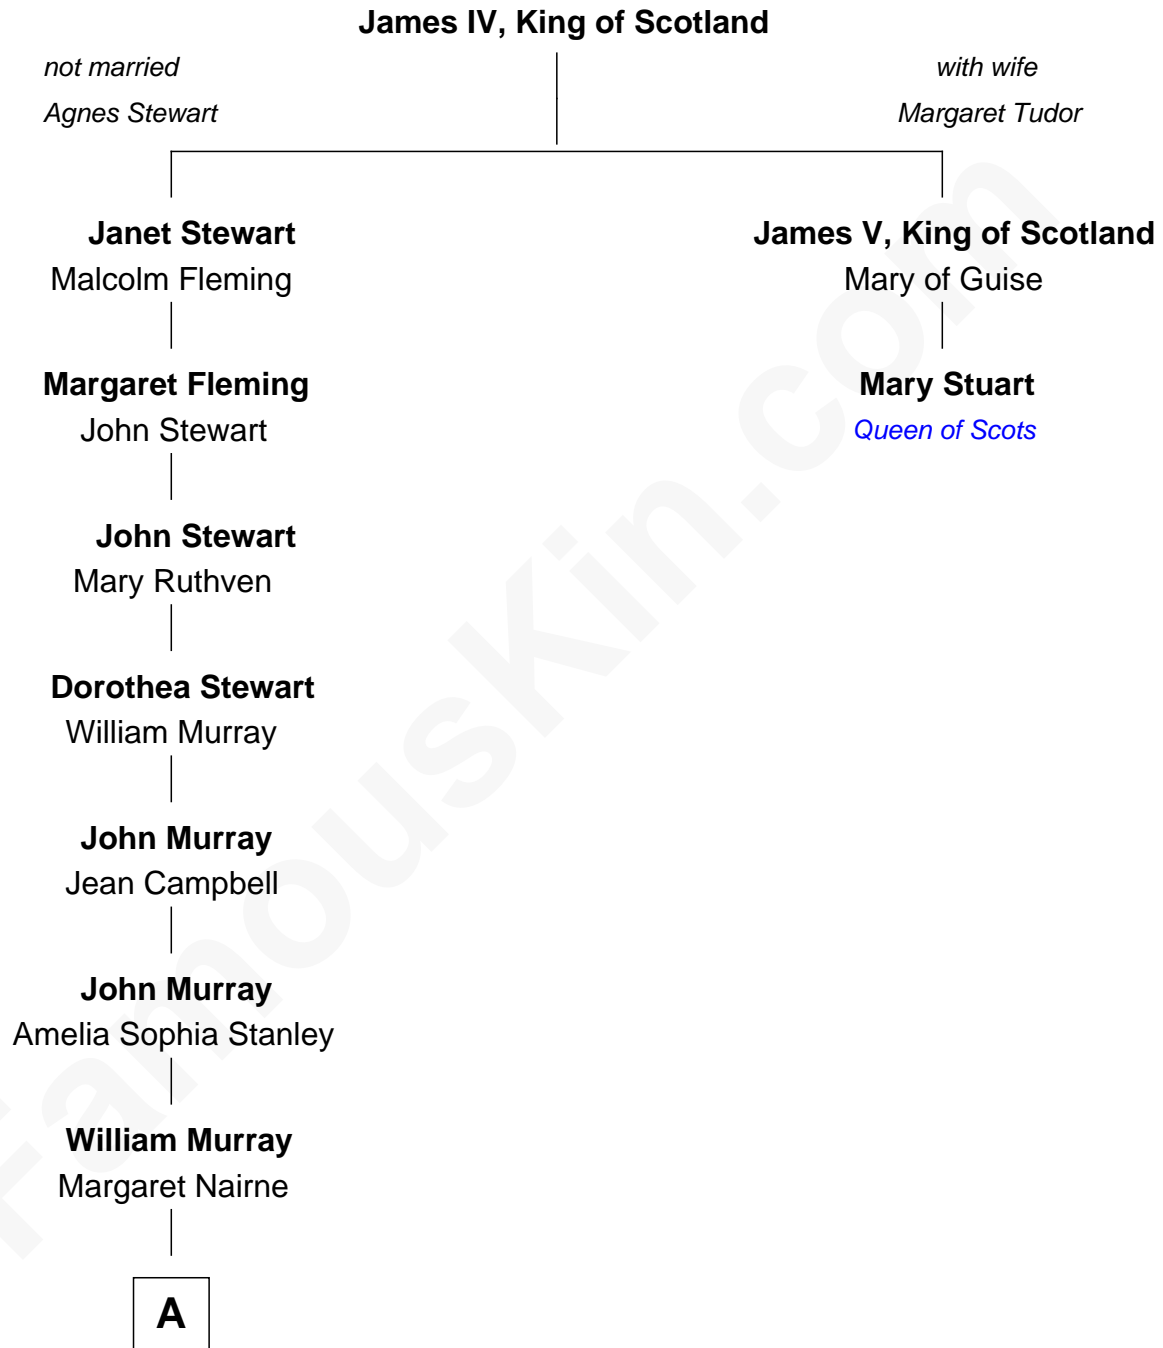 James IV, King of Scotland
not married
with wife
Agnes Stewart
Margaret Tudor
Janet Stewart
James V, King of Scotland
Malcolm Fleming
Mary of Guise
Margaret Fleming
Mary Stuart
John Stewart
Queen of Scots
John Stewart
Mary Ruthven
Dorothea Stewart
William Murray
John Murray
Jean Campbell
John Murray
Amelia Sophia Stanley
William Murray
Margaret Nairne
A
FamousKin.com